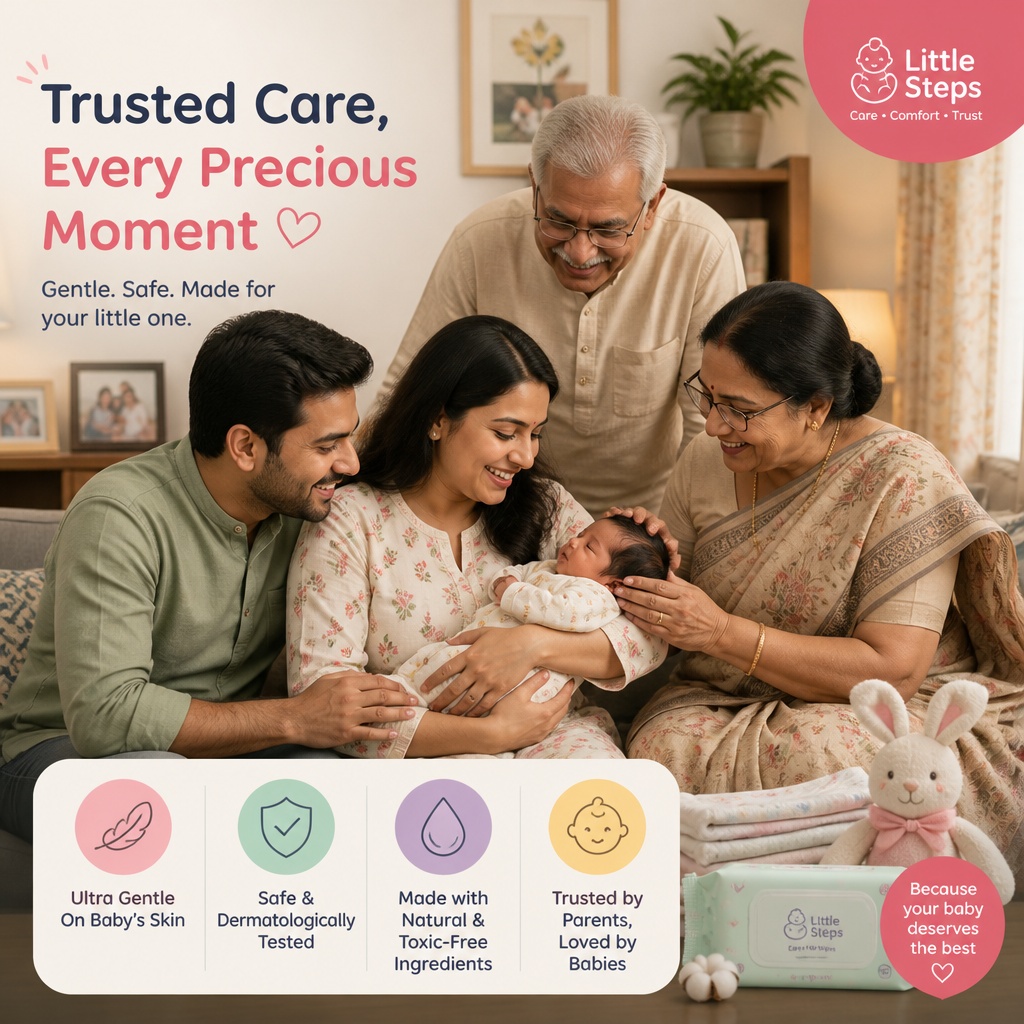 Trusted Care,
Every Precious
Moment
Gentle. Safe. Made for
your little one.
Little
Steps
Care • Comfort • Trust
Ultra Gentle
On Baby's Skin
Safe &
Dermatologically
Tested
Made with
Natural &
Toxic-Free
Ingredients
Trusted by
Parents,
Loved by
Babies
Little
Steps
Because
your baby
deserves
the best